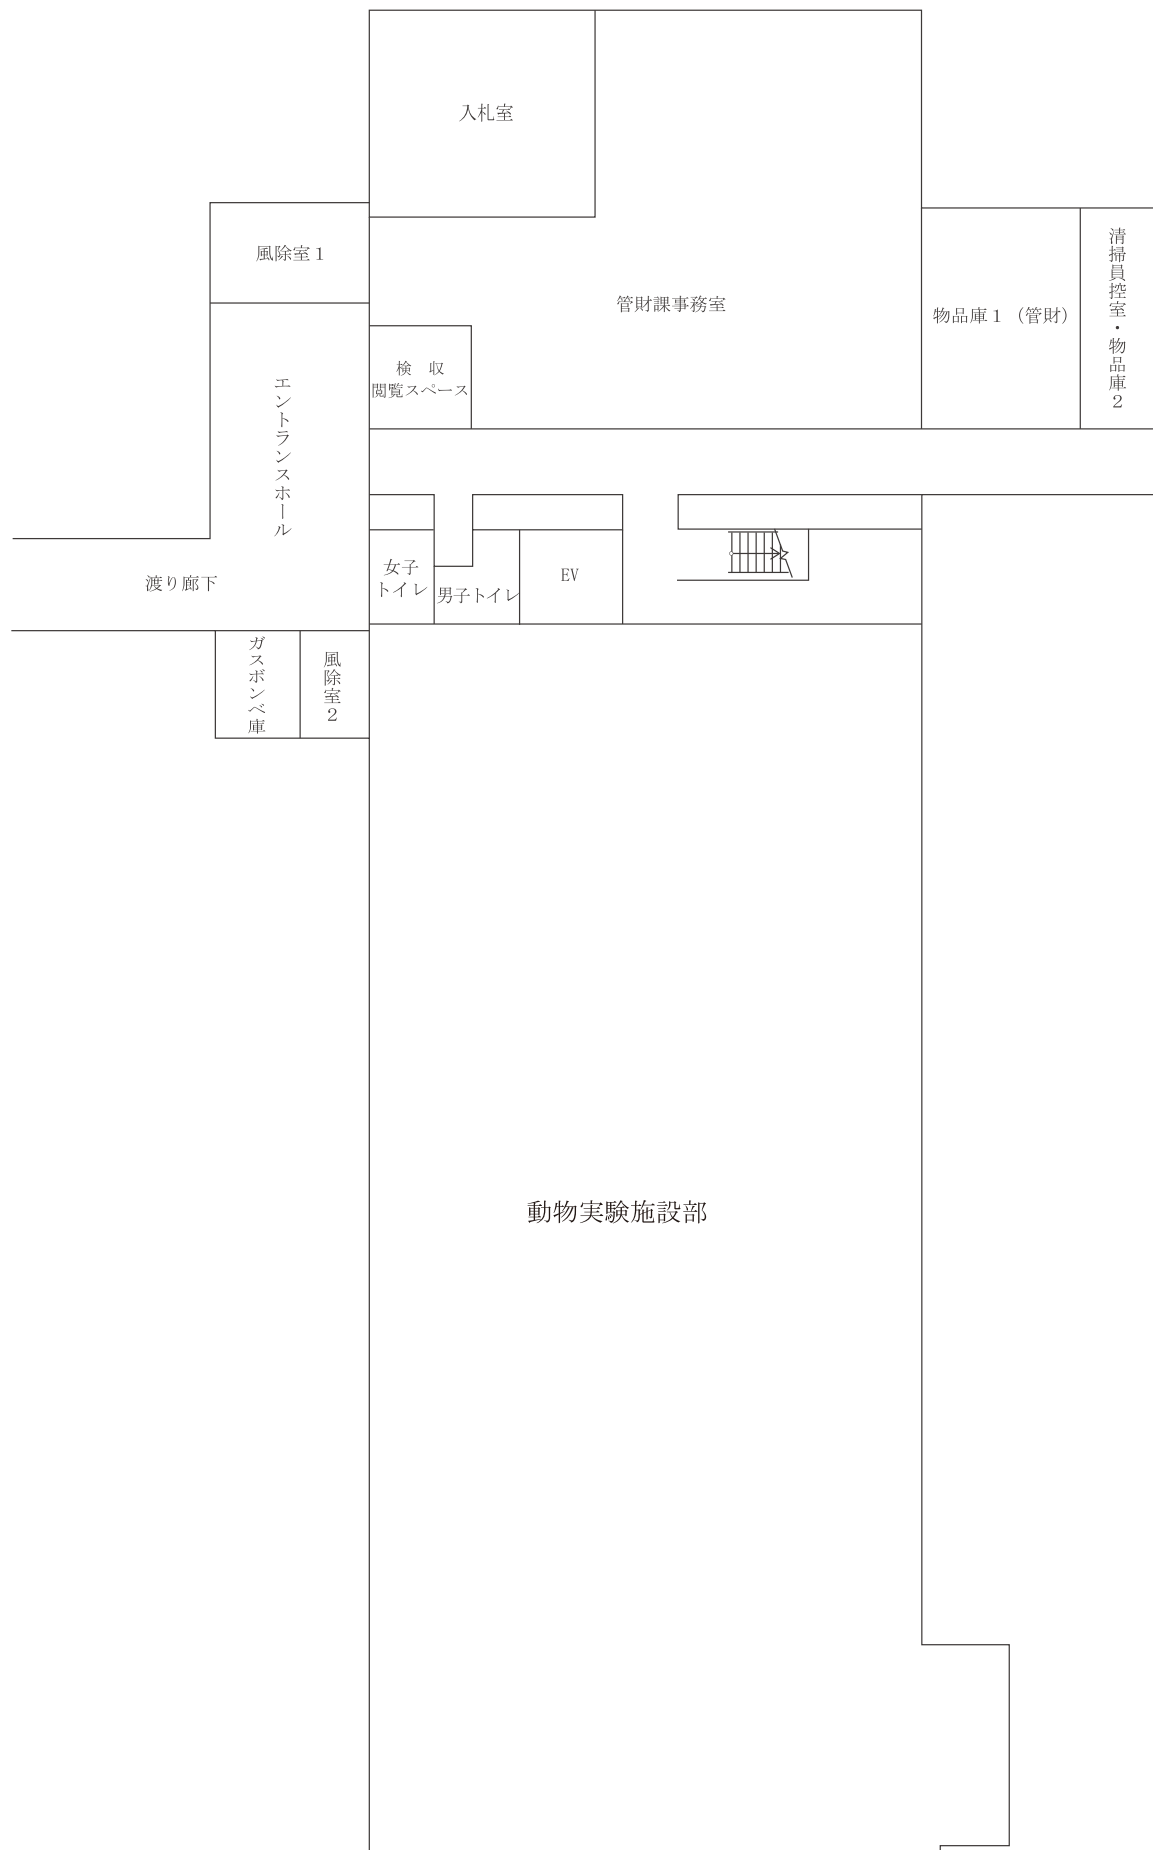 入札室
風除室１
管財課事務室
物品庫１（管財）
清掃員控室・物品庫２
検　収
閲覧スペース
エントランスホール
渡り廊下
女子
トイレ
男子トイレ
EV
ガスボンベ庫
風除室２
動物実験施設部